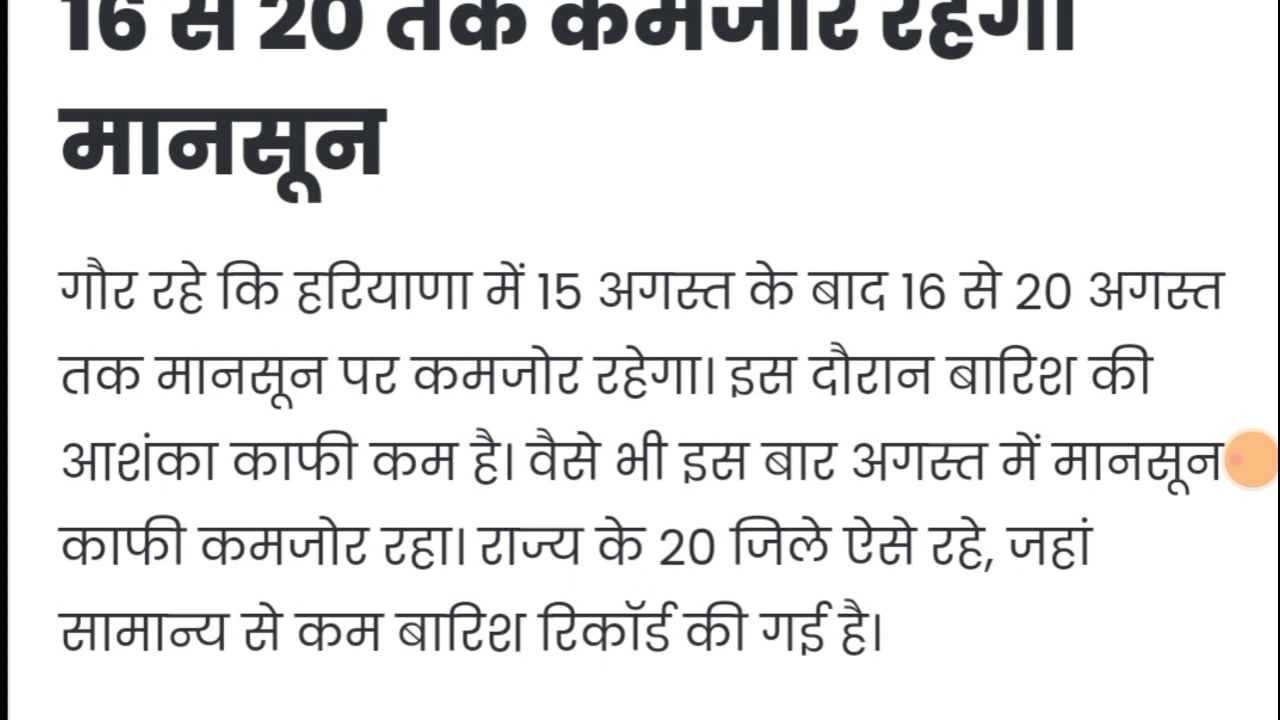 16 से 20 तक कमजोर रहेगा
मानसून
गौर रहे कि हरियाणा में 15 अगस्त के बाद 16 से 20 अगस्त
तक मानसून पर कमजोर रहेगा। इस दौरान बारिश की
आशंका काफी कम है। वैसे भी इस बार अगस्त में मानसून
काफी कमजोर रहा। राज्य के 20 जिले ऐसे रहे, जहां
सामान्य से कम बारिश रिकॉर्ड की गई है।